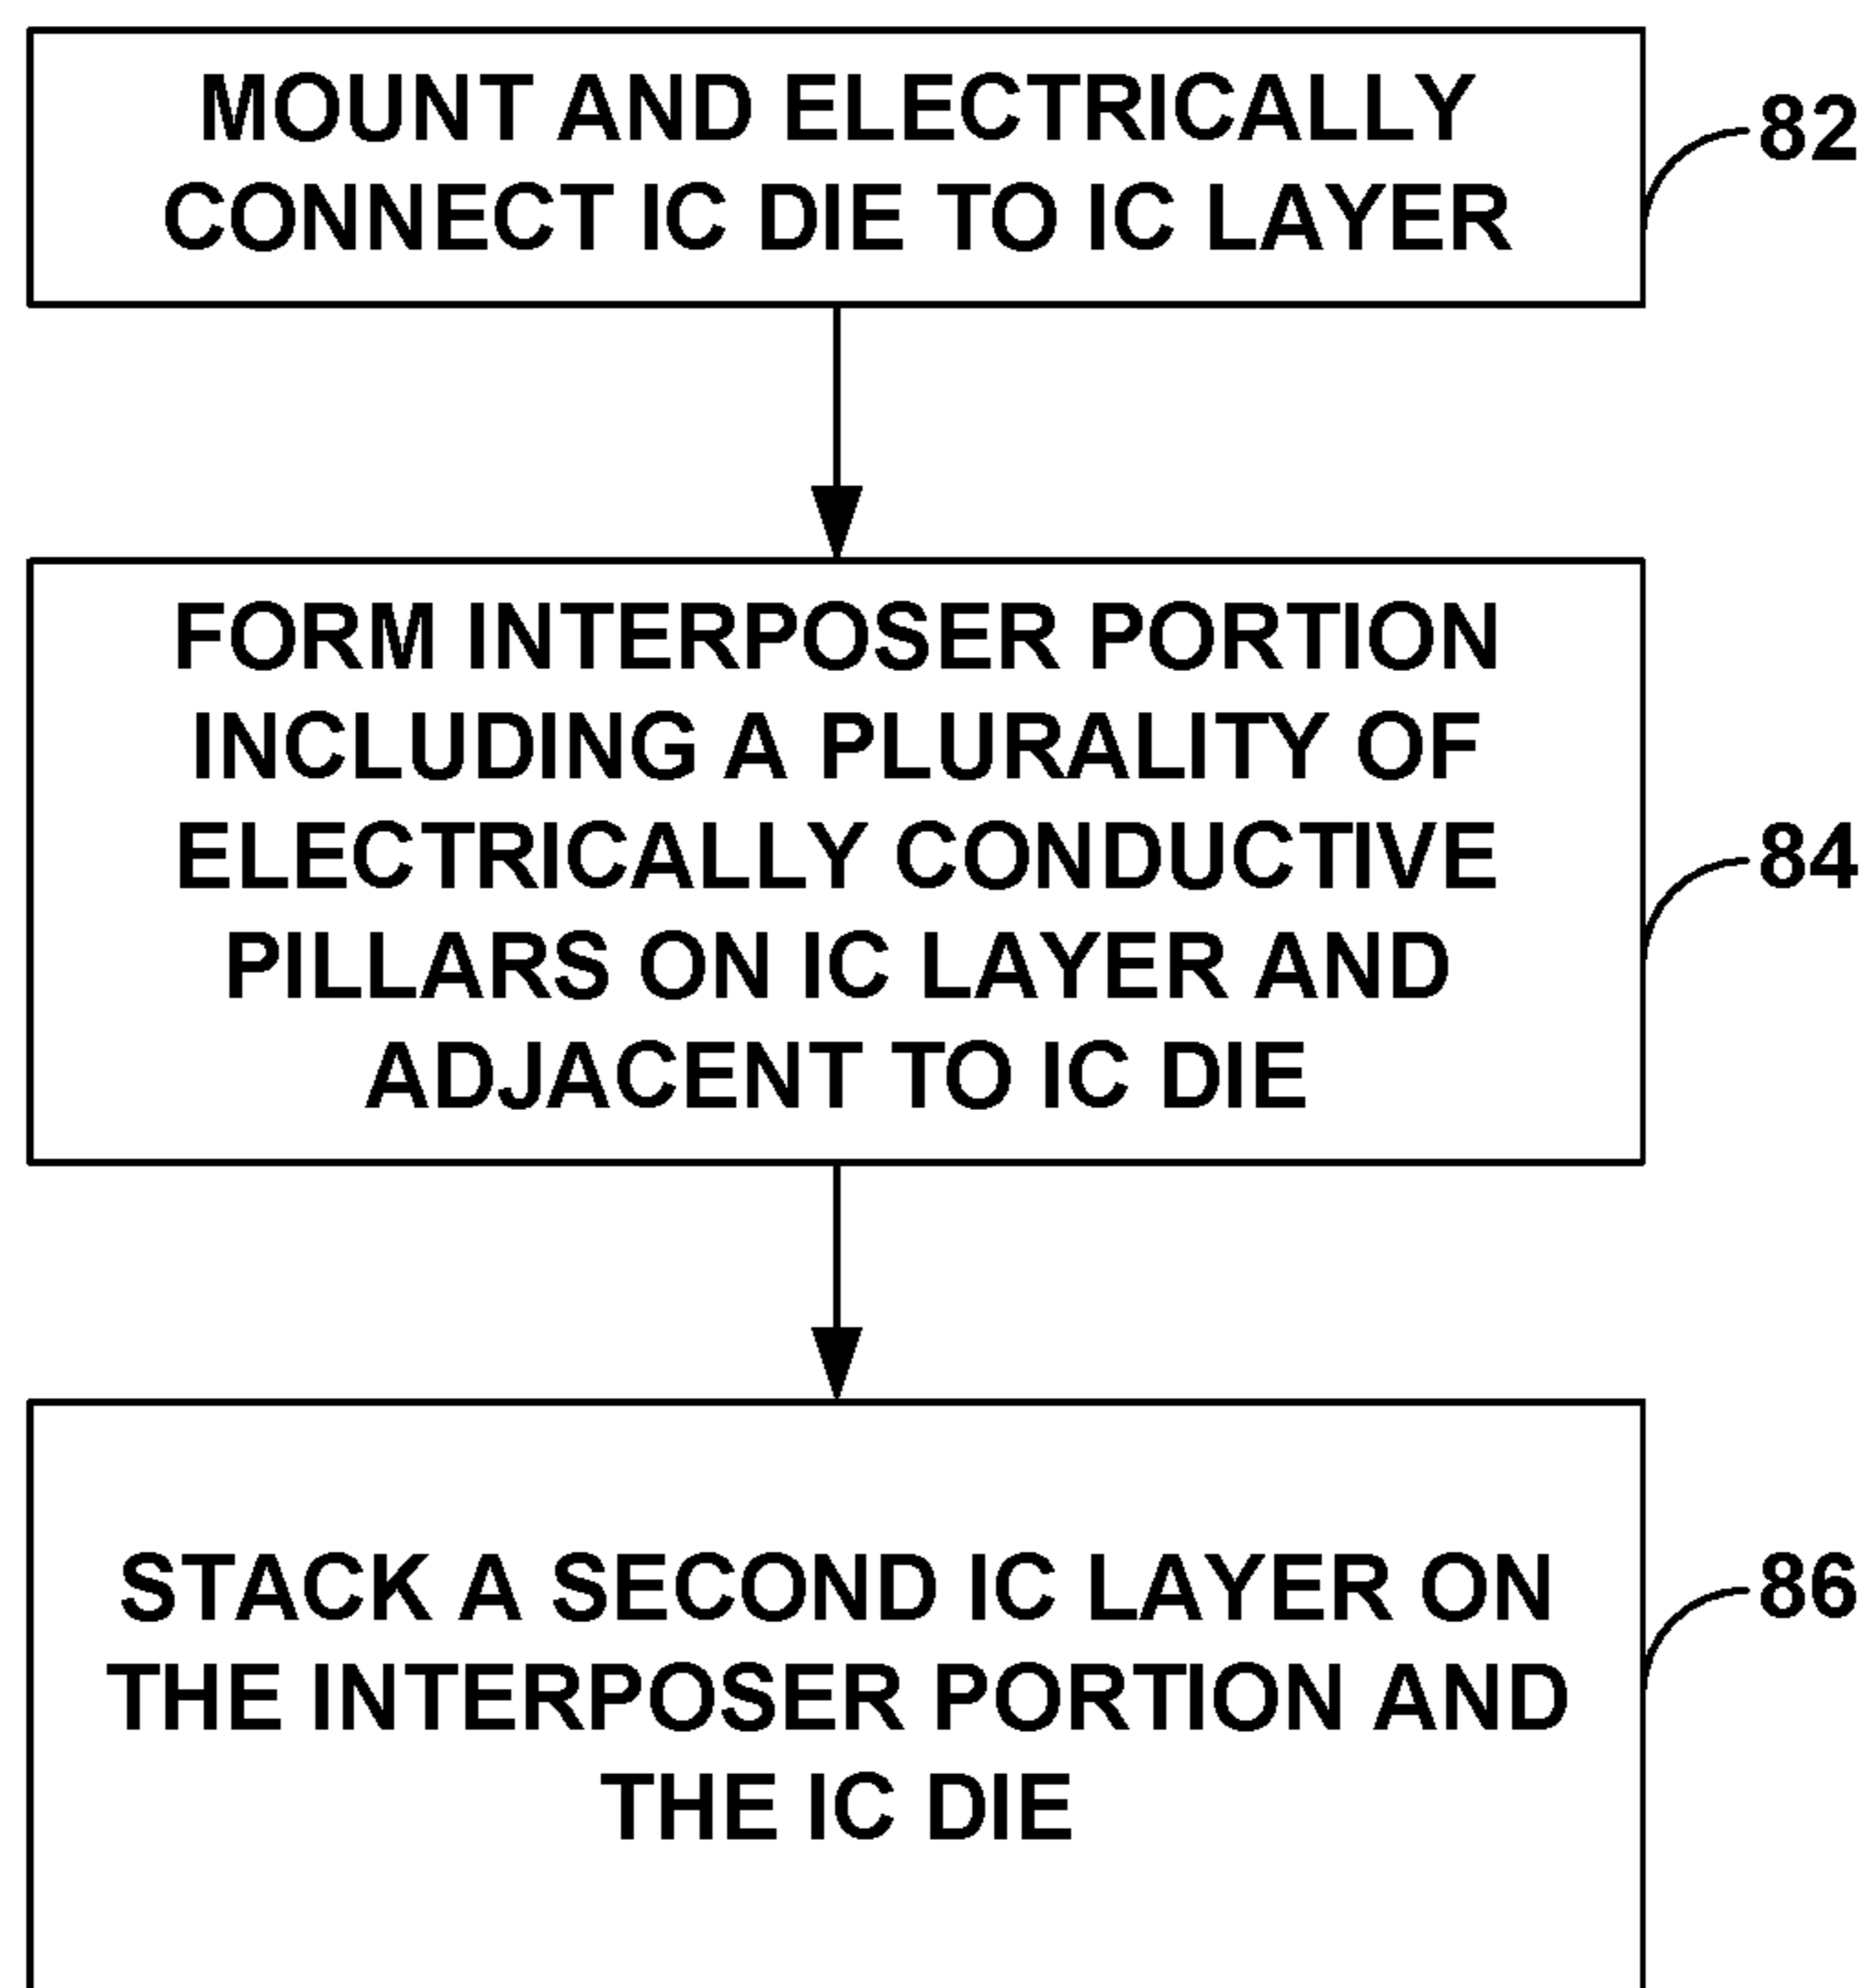 MOUNT AND ELECTRICALLY
CONNECT IC DIE TO IC LAYER
82
FORM INTERPOSER PORTION
INCLUDING A PLURALITY OF
ELECTRICALLY CONDUCTIVE
PILLARS ON IC LAYER AND
ADJACENT TO IC DIE
84
STACK A SECOND IC LAYER ON
THE INTERPOSER PORTION AND
THE IC DIE
86